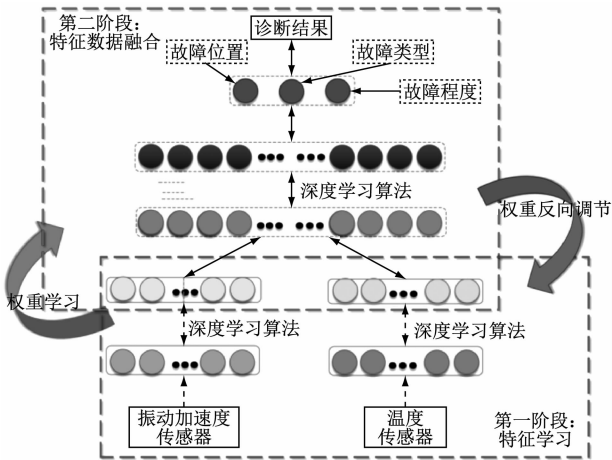 第二阶段:
特征数据融合
诊断结果
故障位置
故障类型
故障程度
深度学习算法
权重反向调节
权重学习
深度学习算法
深度学习算法
振动加速度
传感器
温度
传感器
第一阶段:
特征学习